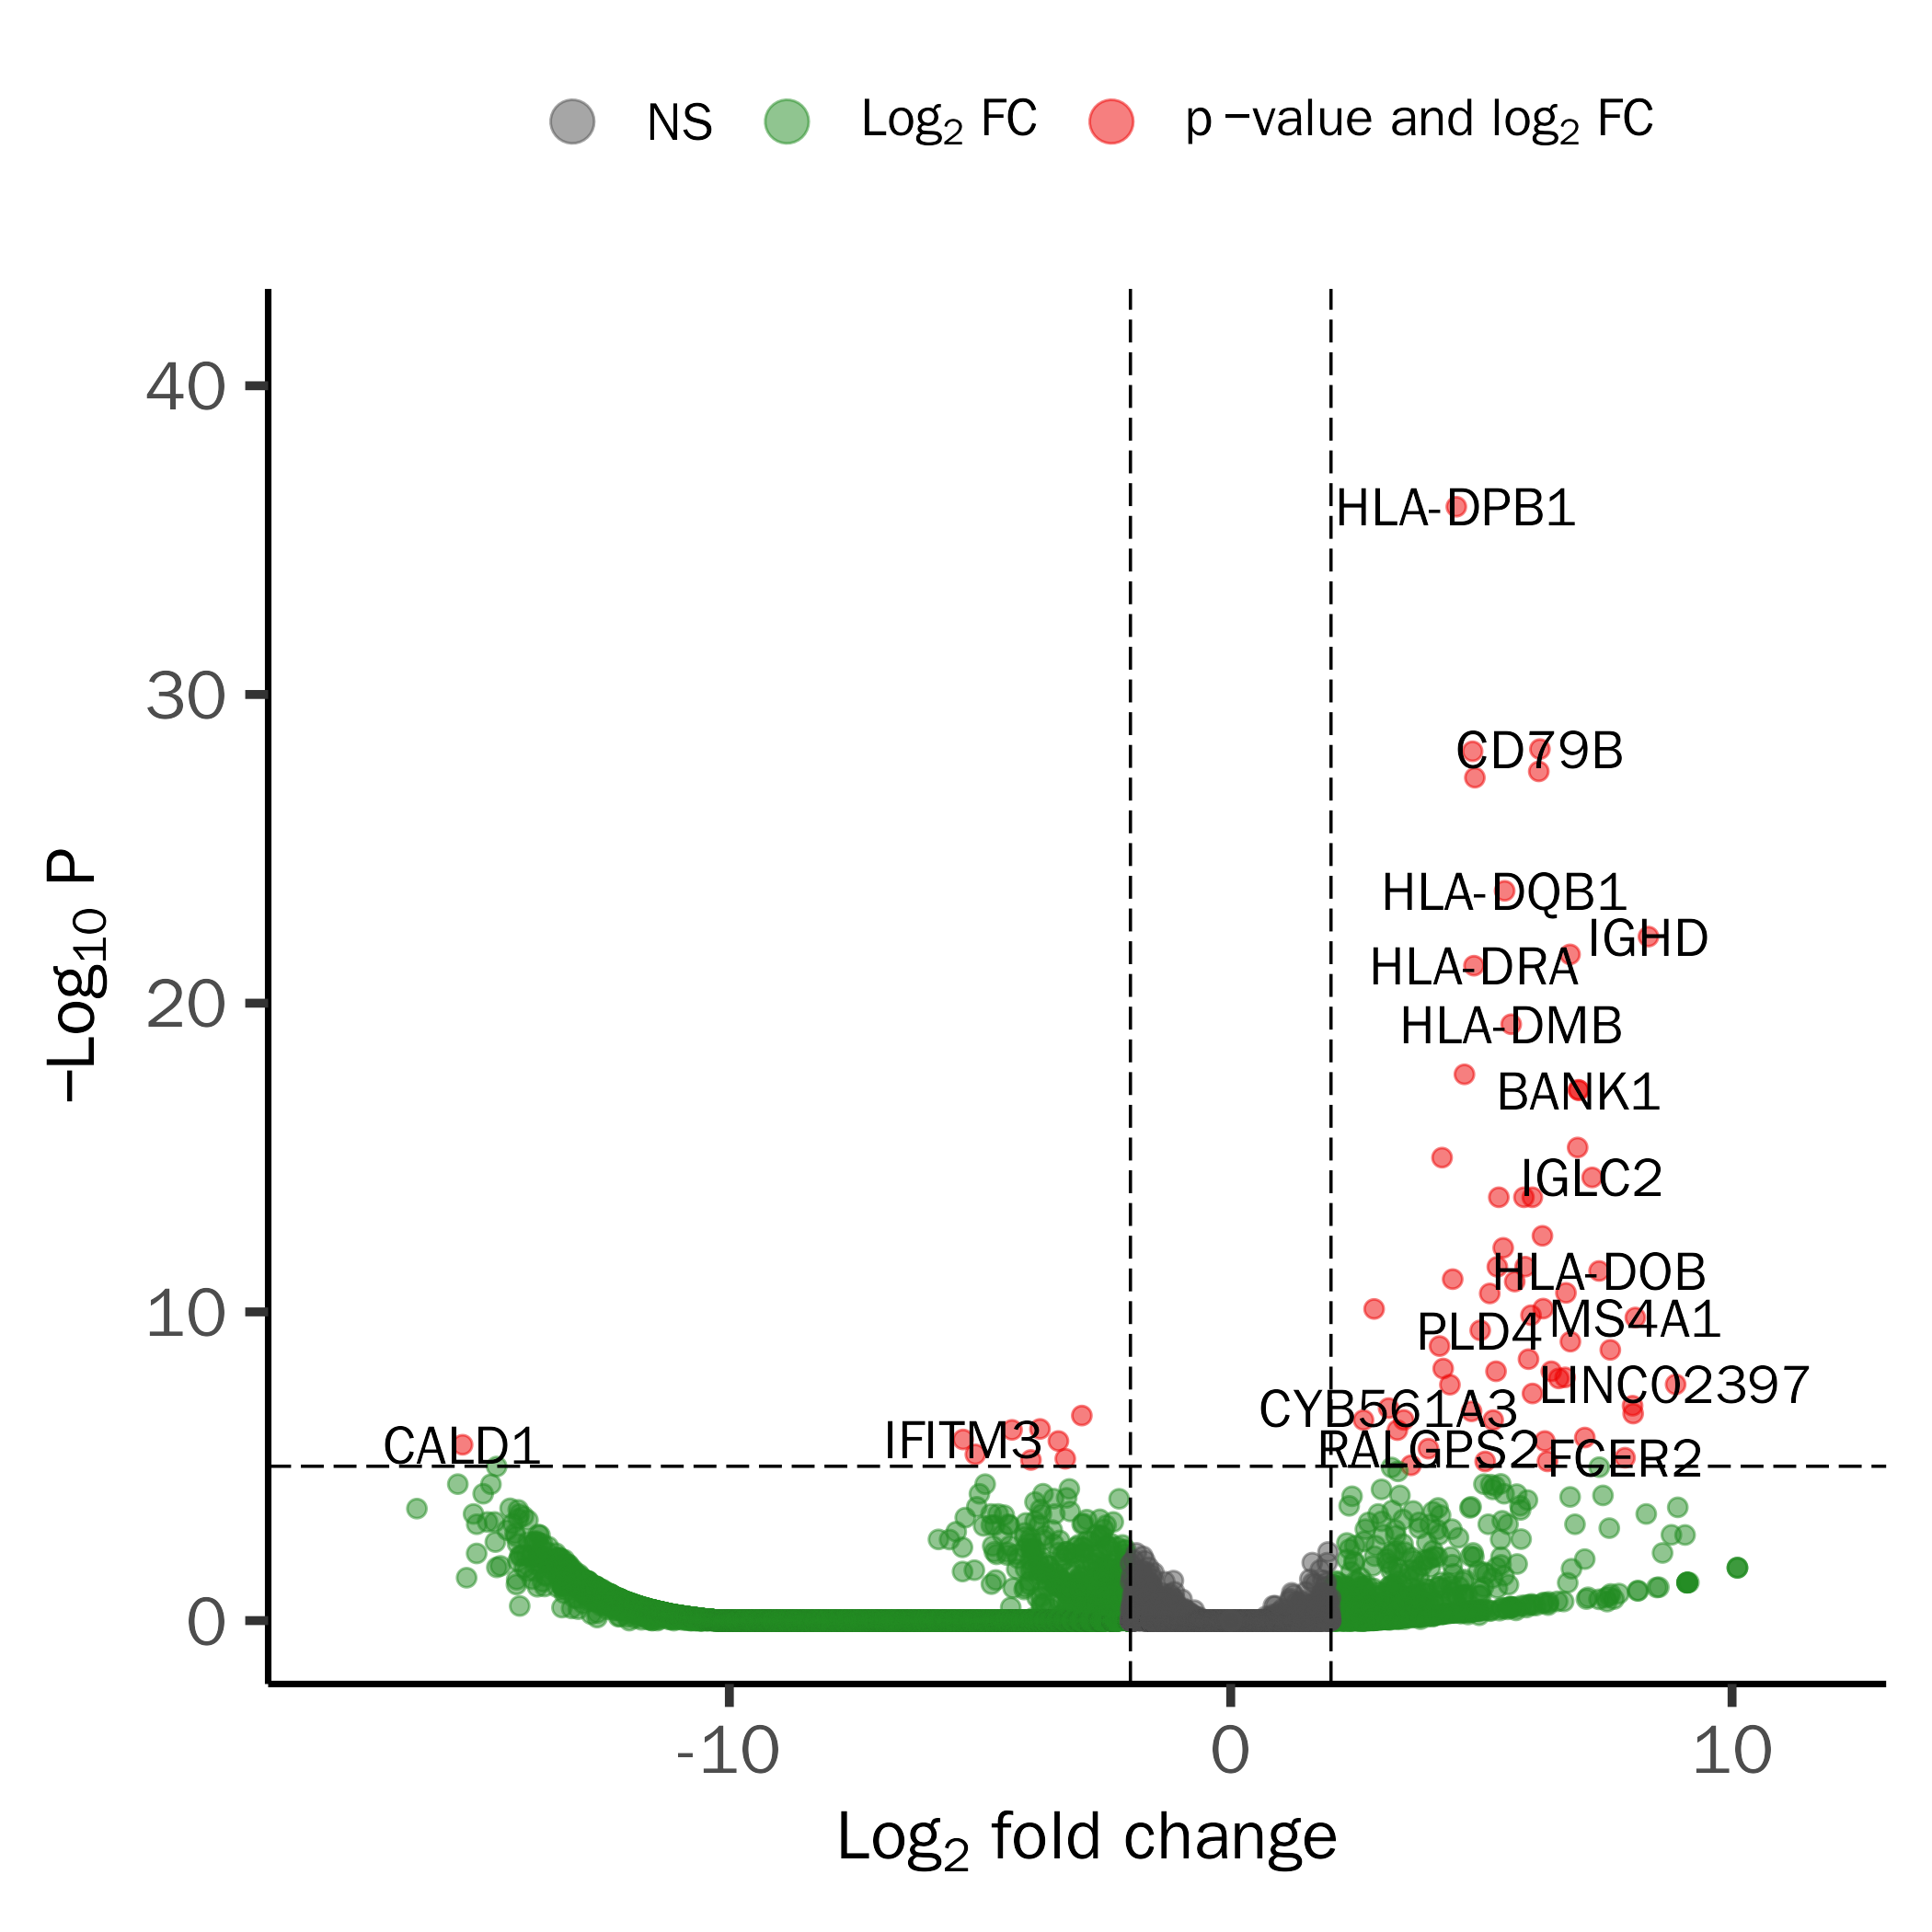 NS Log₂ FC p −value and log₂ FC
−Log₁₀ P
40
30
20
10
0
HLA-DPB1
CD79B
HLA-DQB1
IGHD
HLA-DRA
HLA-DMB
BANK1
IGLC2
HLA-DOB
MS4A1
PLD4
LINC02397
CYB561A3
CALD1
IFITM3
RALGPS2
FCER2
-10 0 10
Log₂ fold change